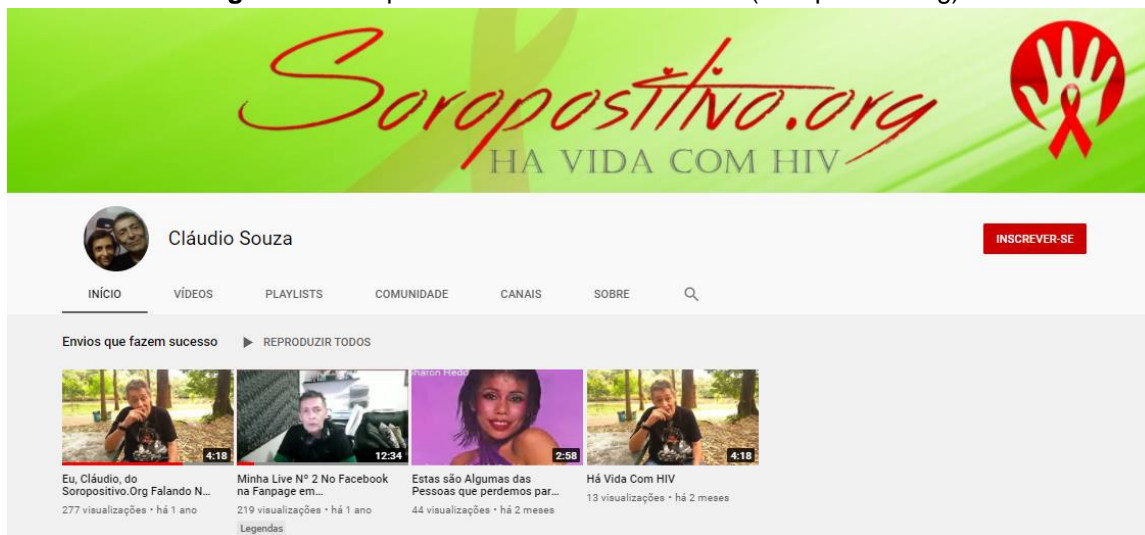 Soropositivo.org
HA VIDA COM HIV
Cláudio Souza
INSCREVER-SE
INÍCIO VÍDEOS PLAYLISTS COMUNIDADE CANAIS SOBRE
Envios que fazem sucesso REPRODUZIR TODOS
4:18 12:34 2:58 4:18
Eu, Cláudio, do
Soropositivo.Org Falando N...
277 visualizações • há 1 ano
Minha Live Nº 2 No Facebook
na Fanpage em...
219 visualizações • há 1 ano
Legendas
Estas são Algumas das
Pessoas que perdemos par...
44 visualizações • há 2 meses
Há Vida Com HIV
13 visualizações • há 2 meses